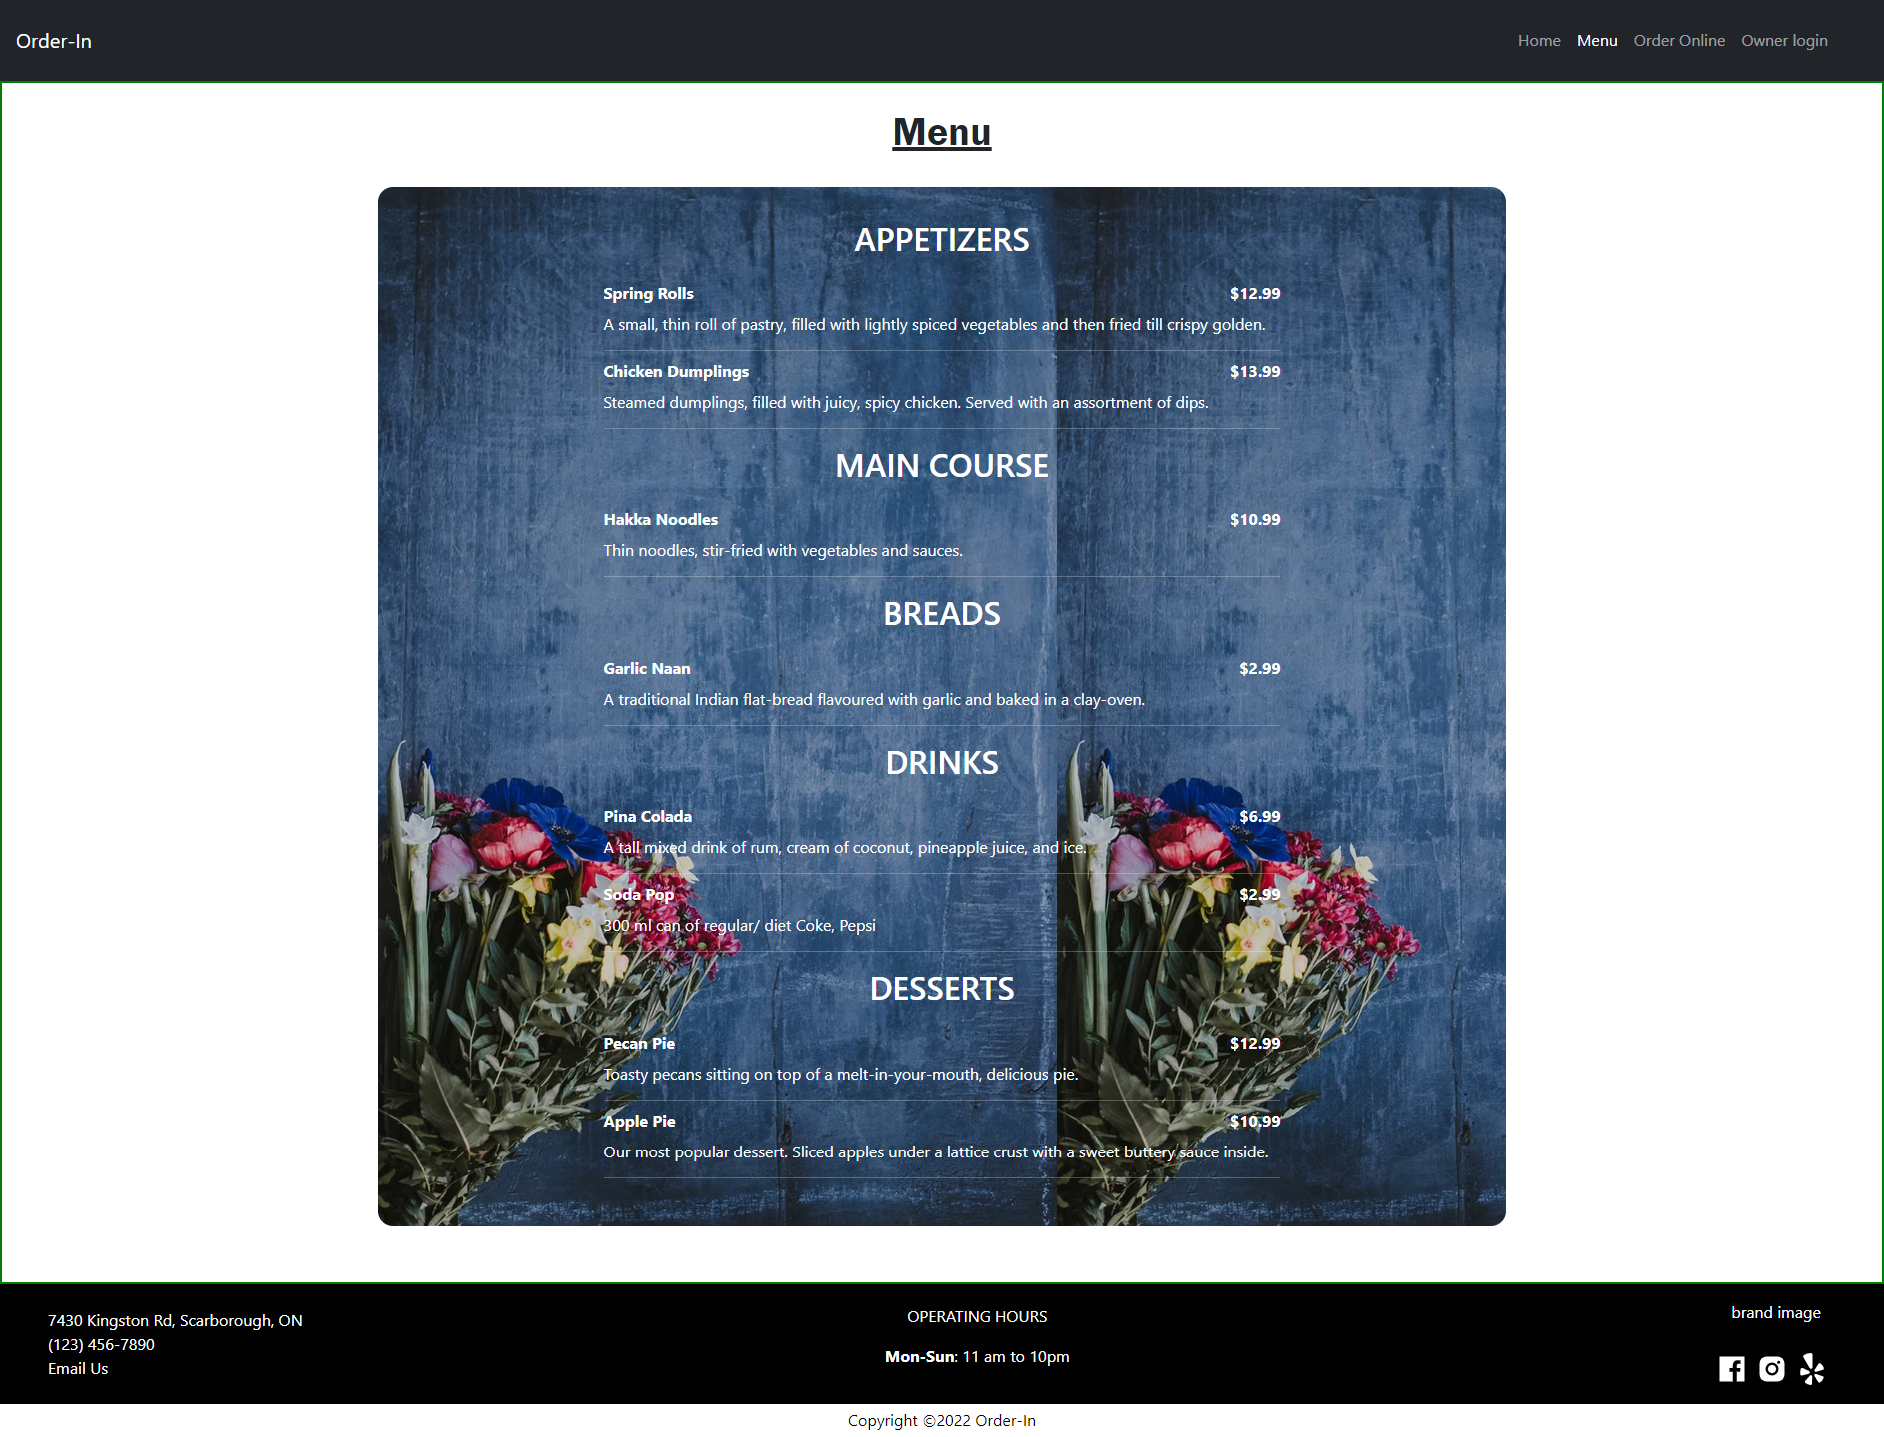 Order-In
Home Menu Order Online Owner login
Menu
APPETIZERS
Spring Rolls $12.99
A small, thin roll of pastry, filled with lightly spiced vegetables and then fried till crispy golden.
Chicken Dumplings $13.99
Steamed dumplings, filled with juicy, spicy chicken. Served with an assortment of dips.
MAIN COURSE
Hakka Noodles $10.99
Thin noodles, stir-fried with vegetables and sauces.
BREADS
Garlic Naan $2.99
A traditional Indian flat-bread flavoured with garlic and baked in a clay-oven.
DRINKS
Pina Colada $6.99
A tall mixed drink of rum, cream of coconut, pineapple juice, and ice.
Soda Pop $2.99
300 ml can of regular/ diet Coke, Pepsi
DESSERTS
Pecan Pie $12.99
Toasty pecans sitting on top of a melt-in-your-mouth, delicious pie.
Apple Pie $10.99
Our most popular dessert. Sliced apples under a lattice crust with a sweet buttery sauce inside.
7430 Kingston Rd, Scarborough, ON
(123) 456-7890
Email Us
OPERATING HOURS
Mon-Sun: 11 am to 10pm
brand image
Copyright ©2022 Order-In